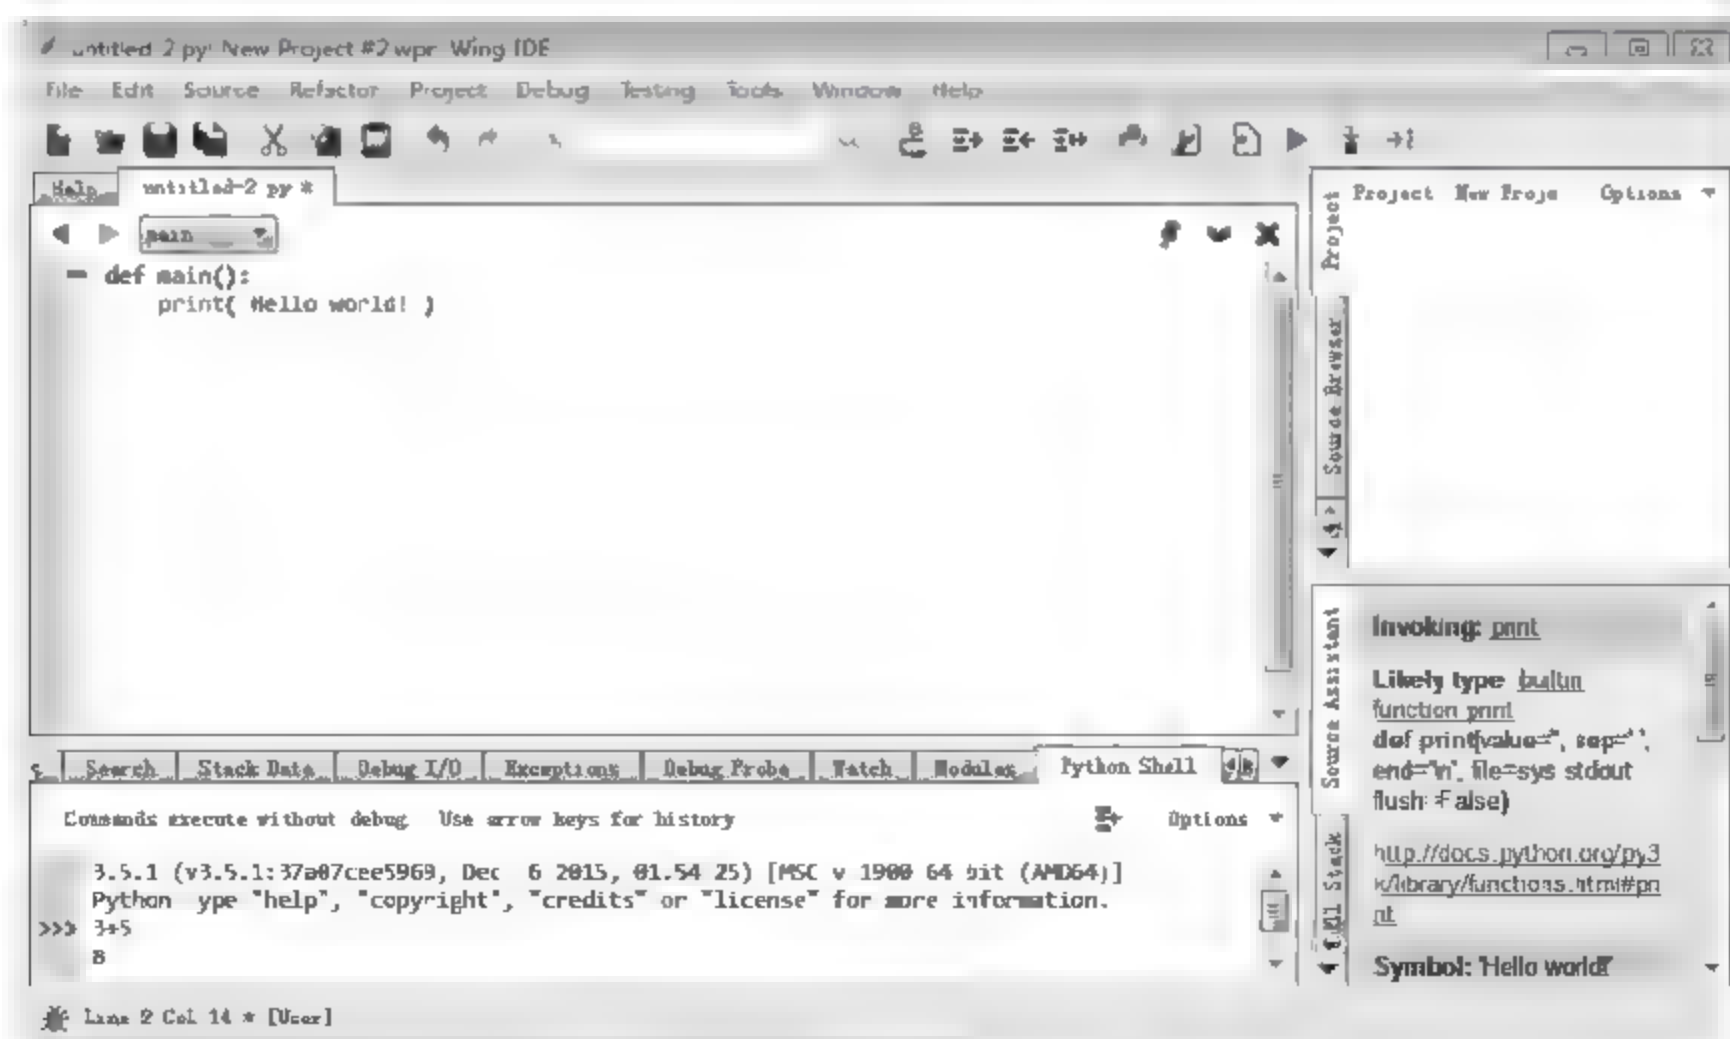 untitled-2.py: New Project #2.wpr: Wing IDE
File Edit Source Refactor Project Debug Testing Tools Window Help
Help untitled-2 py *
main
def main():
print( Hello world! )
Project New Proje Options
Project
Source Browser
Search Stack Data Debug I/O Exceptions Debug Probe Watch Modules Python Shell
Commands execute without debug. Use arrow keys for history
Options
3.5.1 (v3.5.1:37a07cee5969, Dec 6 2015, 01.54 25) [MSC v 1900 64 bit (AMD64)]
Python ype "help", "copyright", "credits" or "license" for more information.
>>> 3+5
8
Source Assistant
Call Stack
Invoking: print
Likely type builtin
function print
def print(value='', sep=' ',
end='\n', file=sys stdout
flush=False)
http://docs.python.org/py3
k/library/functions.html#pri
nt
Symbol: 'Hello world!'
Line 2 Col 14 * [User]